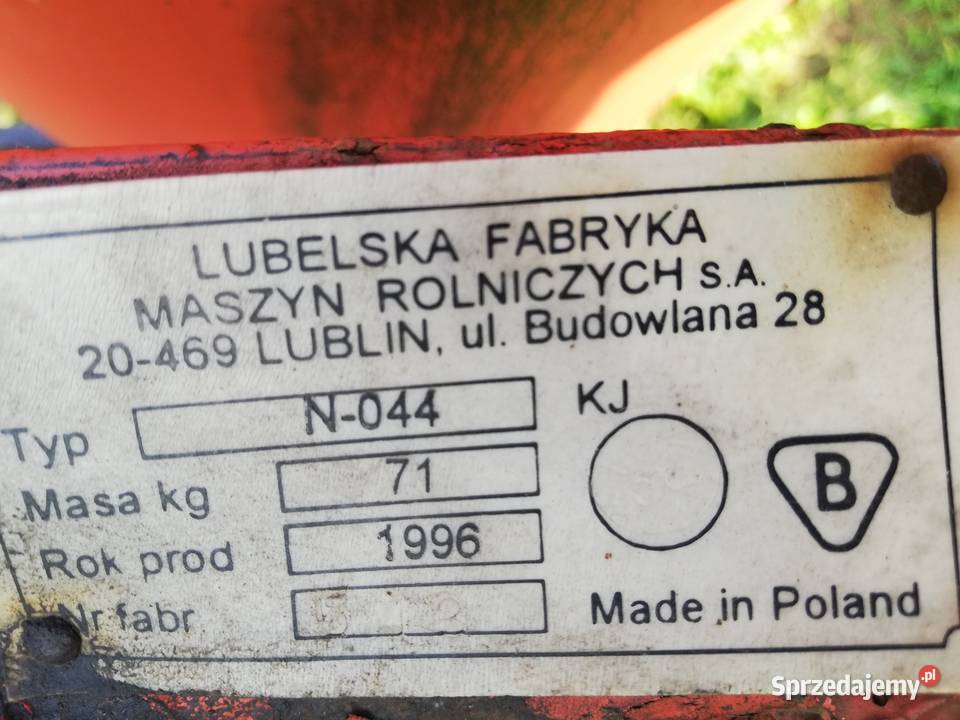 LUBELSKA FABRYKA
MASZYN ROLNICZYCH S.A.
20-469 LUBLIN, ul. Budowlana 28
Typ N-044 KJ
Masa kg 71
B
Rok prod 1996
Nr fabr
Made in Poland
Sprzedajemy.pl